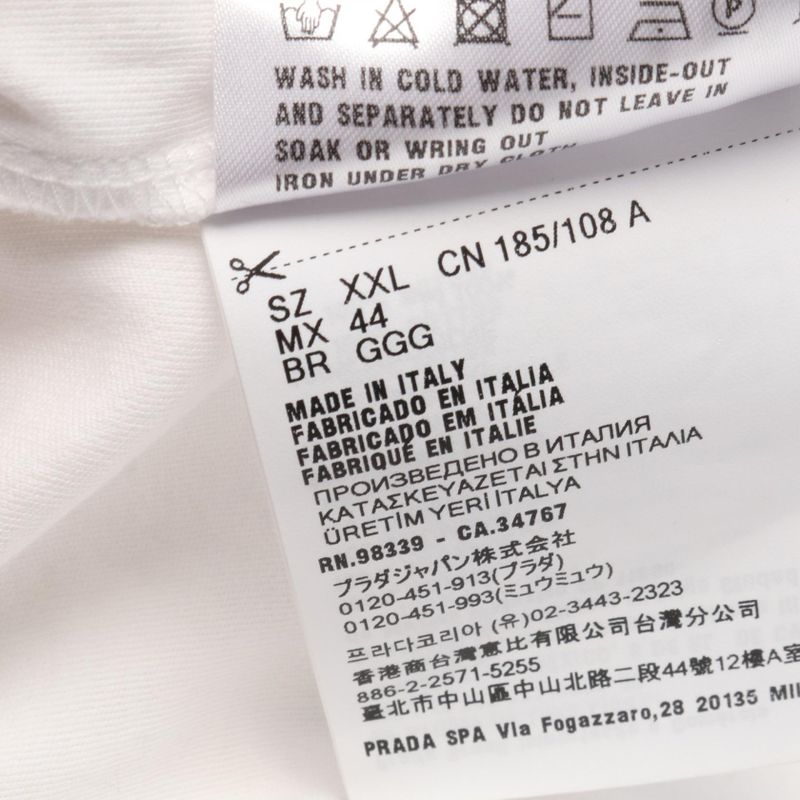 WASH IN COLD WATER, INSIDE-OUT
AND SEPARATELY DO NOT LEAVE IN
SOAK OR WRING OUT
IRON UNDER DRY CLOTH
SZ XXL CN 185/108 A
MX 44
BR GGG
MADE IN ITALY
FABRICADO EN ITALIA
FABRICADO EM ITÁLIA
FABRIQUÉ EN ITALIE
ПРОИЗВЕДЕНО В ИТАЛИЯ
ΚΑΤΑΣΚΕΥΑΖΕΤΑΙ ΣΤΗΝ ΙΤΑΛΙΑ
ÜRETİM YERİ İTALYA
RN.98339 - CA.34767
プラダジャパン株式会社
0120-451-913(プラダ)
0120-451-993(ミュウミュウ)
프라다코리아 (유)02-3443-2323
香港商台灣惠比有限公司台灣分公司
886-2-2571-5255
臺北市中山區中山北路二段44號12樓A室
PRADA SPA Via Fogazzaro,28 20135